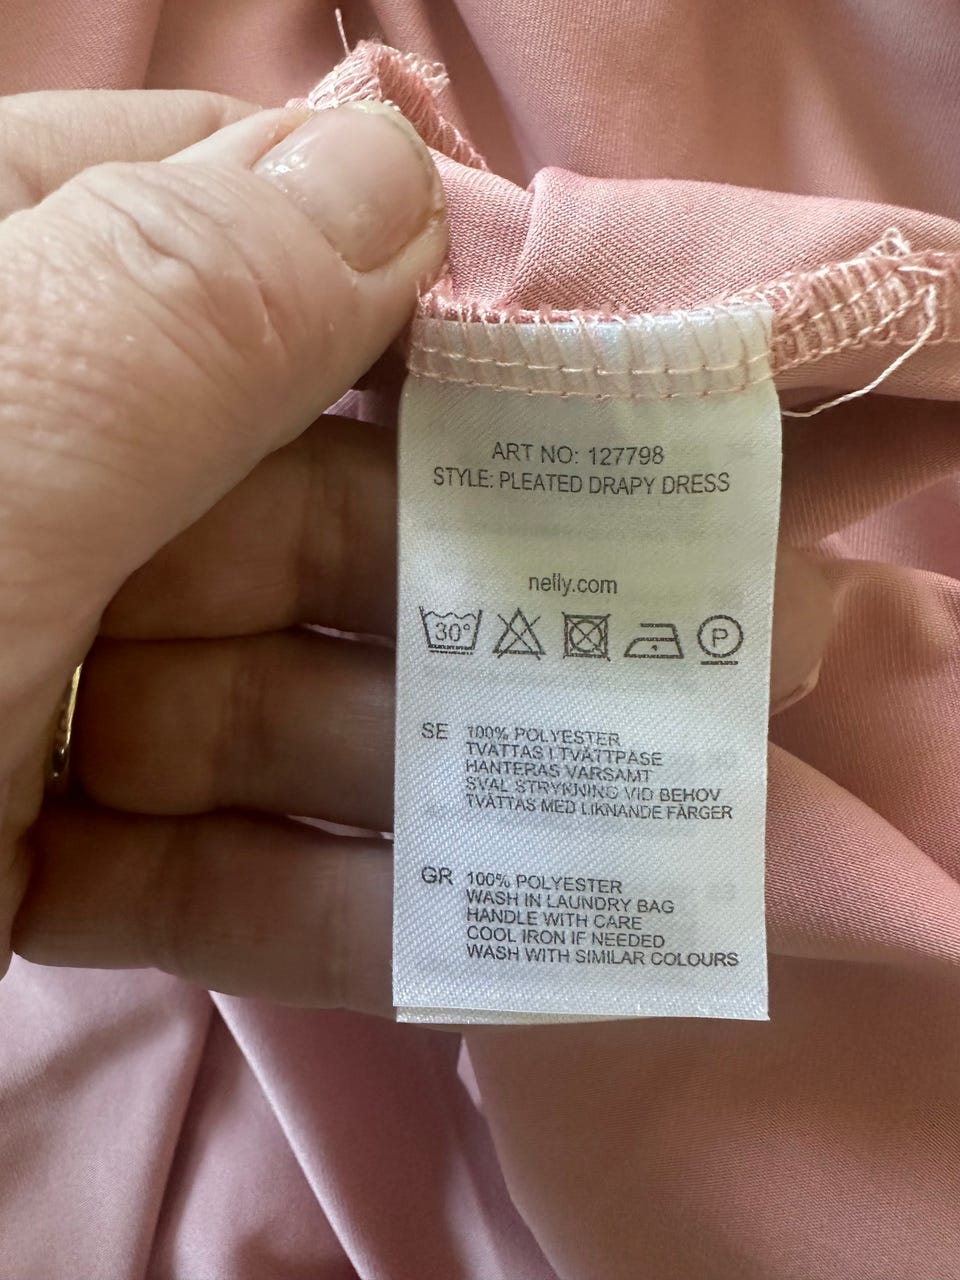 ART NO: 127798
STYLE: PLEATED DRAPY DRESS
nelly.com
30°
P
SE 100% POLYESTER
TVÄTTAS I TVÄTTPÅSE
HANTERAS VARSAMT
SVAL STRYKNING VID BEHOV
TVÄTTAS MED LIKNANDE FÄRGER
GR 100% POLYESTER
WASH IN LAUNDRY BAG
HANDLE WITH CARE
COOL IRON IF NEEDED
WASH WITH SIMILAR COLOURS